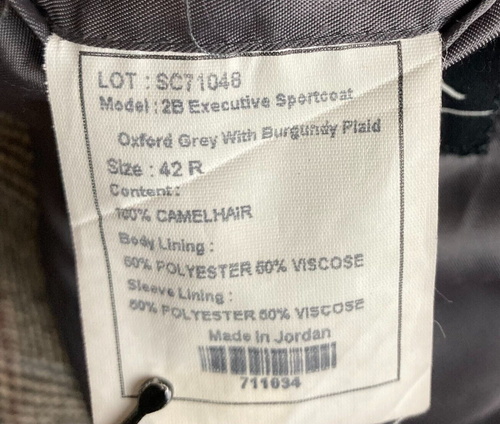 LOT : SC71048
Model : 2B Executive Sportcoat
Oxford Grey With Burgundy Plaid
Size : 42 R
Content :
100% CAMELHAIR
Body Lining :
50% POLYESTER 50% VISCOSE
Sleeve Lining :
50% POLYESTER 50% VISCOSE
Made in Jordan
711034